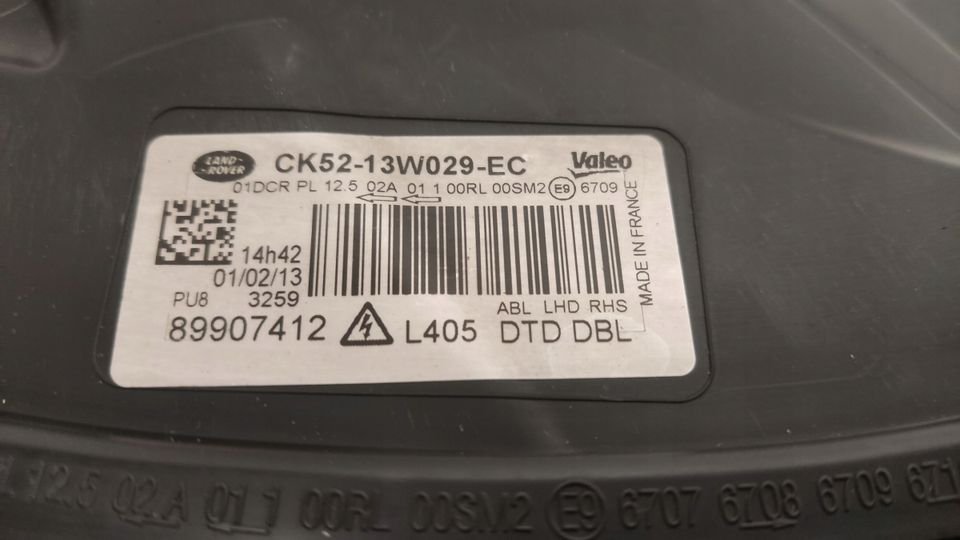 LAND-
ROVER
CK52-13W029-EC
Valeo
01DCR PL 12.5 02A 01 1 00RL 00SM2 E9 6709
14h42
01/02/13
PU8 3259
ABL LHD RHS
MADE IN FRANCE
89907412 L405 DTD DBL
12.5 02A 01 1 00RL 00SM2 E9 6707 6708 6709